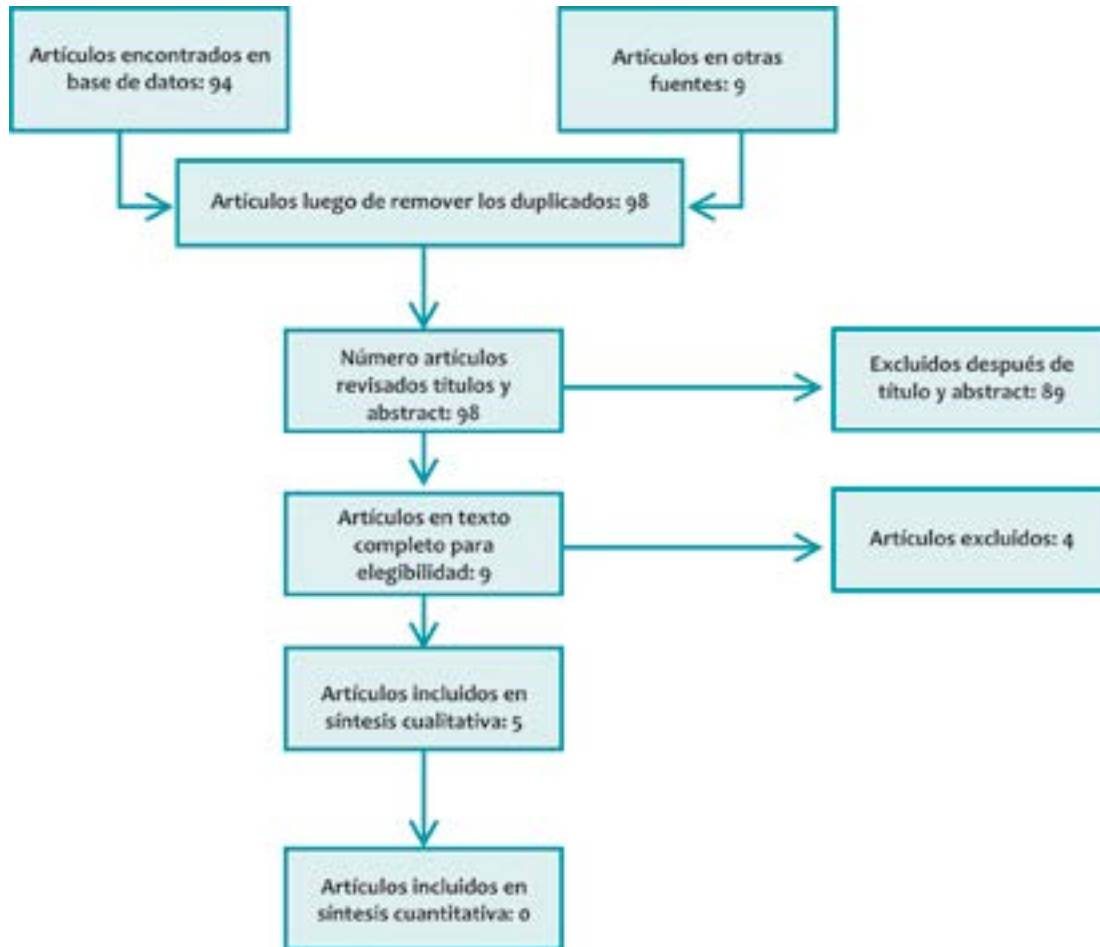 Artículos encontrados en
base de datos: 94
Artículos en otras
fuentes: 9
Artículos luego de remover los duplicados: 98
Número artículos
revisados títulos y
abstract: 98
Excluidos después de
título y abstract: 89
Artículos en texto
completo para
elegibilidad: 9
Artículos excluidos: 4
Artículos incluidos en
síntesis cualitativa: 5
Artículos incluidos en
síntesis cuantitativa: 0